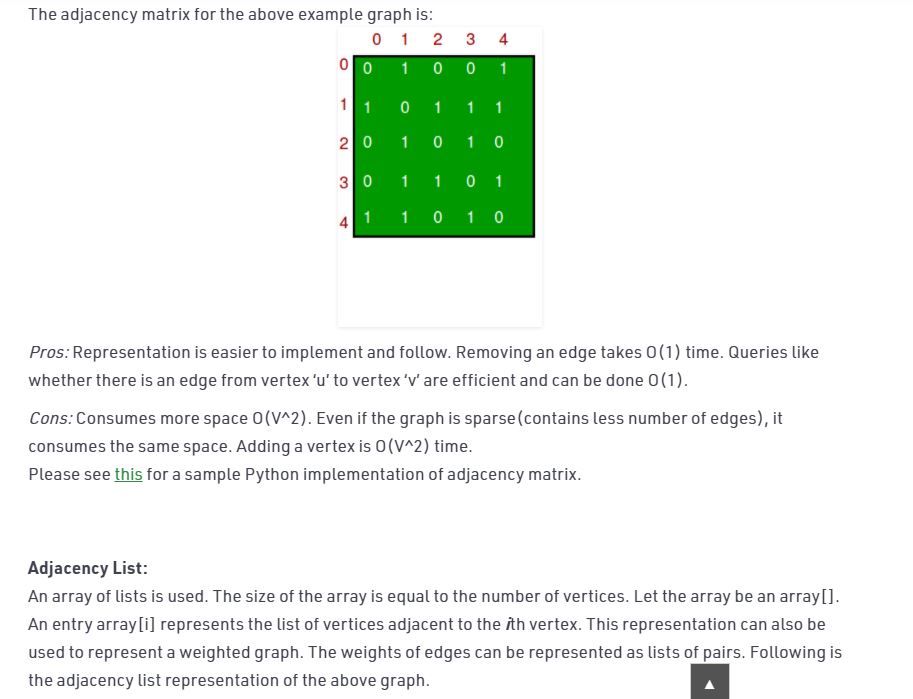 The adjacency matrix for the above example graph is:
0 1 2 3 4
0 0 1 0 0 1
1 1 0 1 1 1
2 0 1 0 1 0
3 0 1 1 0 1
4 1 1 0 1 0
Pros: Representation is easier to implement and follow. Removing an edge takes O(1) time. Queries like
whether there is an edge from vertex ‘u’ to vertex ‘v’ are efficient and can be done O(1).
Cons: Consumes more space O(V^2). Even if the graph is sparse(contains less number of edges), it
consumes the same space. Adding a vertex is O(V^2) time.
Please see this for a sample Python implementation of adjacency matrix.
Adjacency List:
An array of lists is used. The size of the array is equal to the number of vertices. Let the array be an array[].
An entry array[i] represents the list of vertices adjacent to the ith vertex. This representation can also be
used to represent a weighted graph. The weights of edges can be represented as lists of pairs. Following is
the adjacency list representation of the above graph.